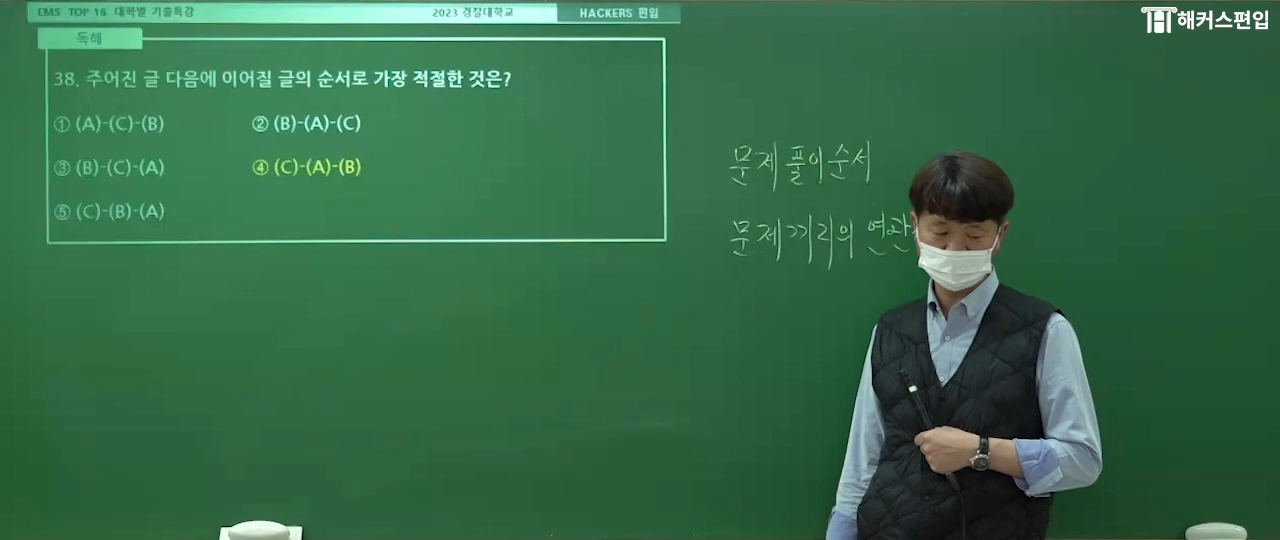 EMS TOP 16 대학별 기출특강 2023 경찰대학교 HACKERS 편입
해커스편입
독해
38. 주어진 글 다음에 이어질 글의 순서로 가장 적절한 것은?
① (A)-(C)-(B) ② (B)-(A)-(C)
③ (B)-(C)-(A) ④ (C)-(A)-(B)
⑤ (C)-(B)-(A)
문제 풀이순서
문제끼리의 연관